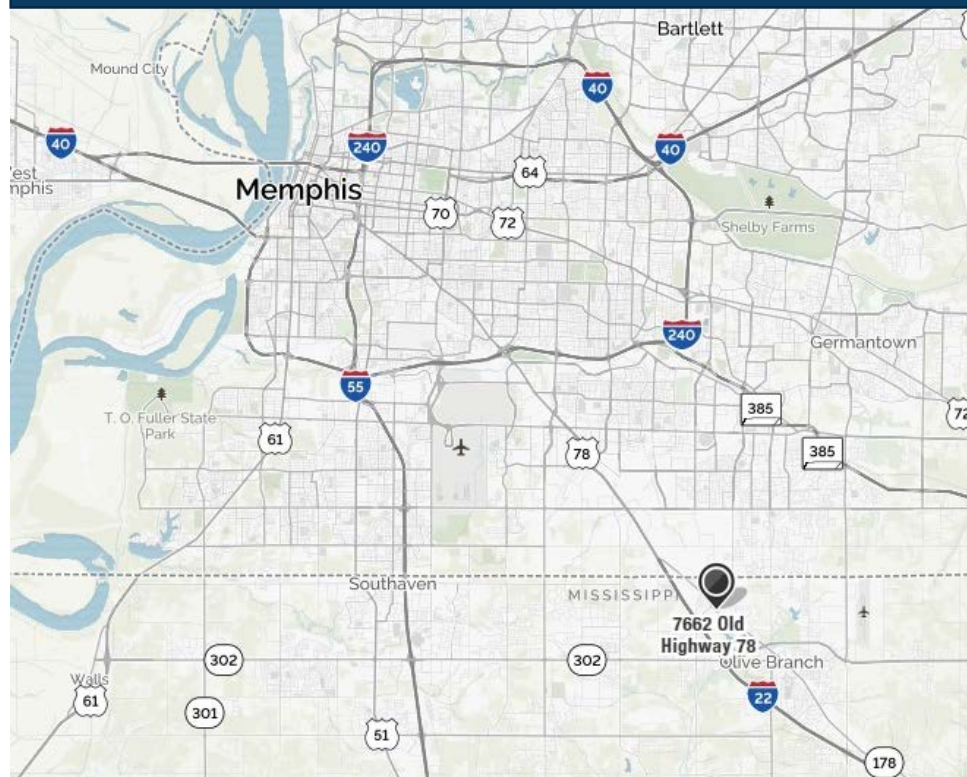 Bartlett
Mound City
40
40
240
40
64
est
mphis
Memphis
70
72
Shelby Farms
240
Germantown
55
385
72
T. O. Fuller State
Park
61
78
385
Southaven
MISSISSIPPI
7662 Old
Highway 78
302
302
Olive Branch
Walls
61
301
22
51
178